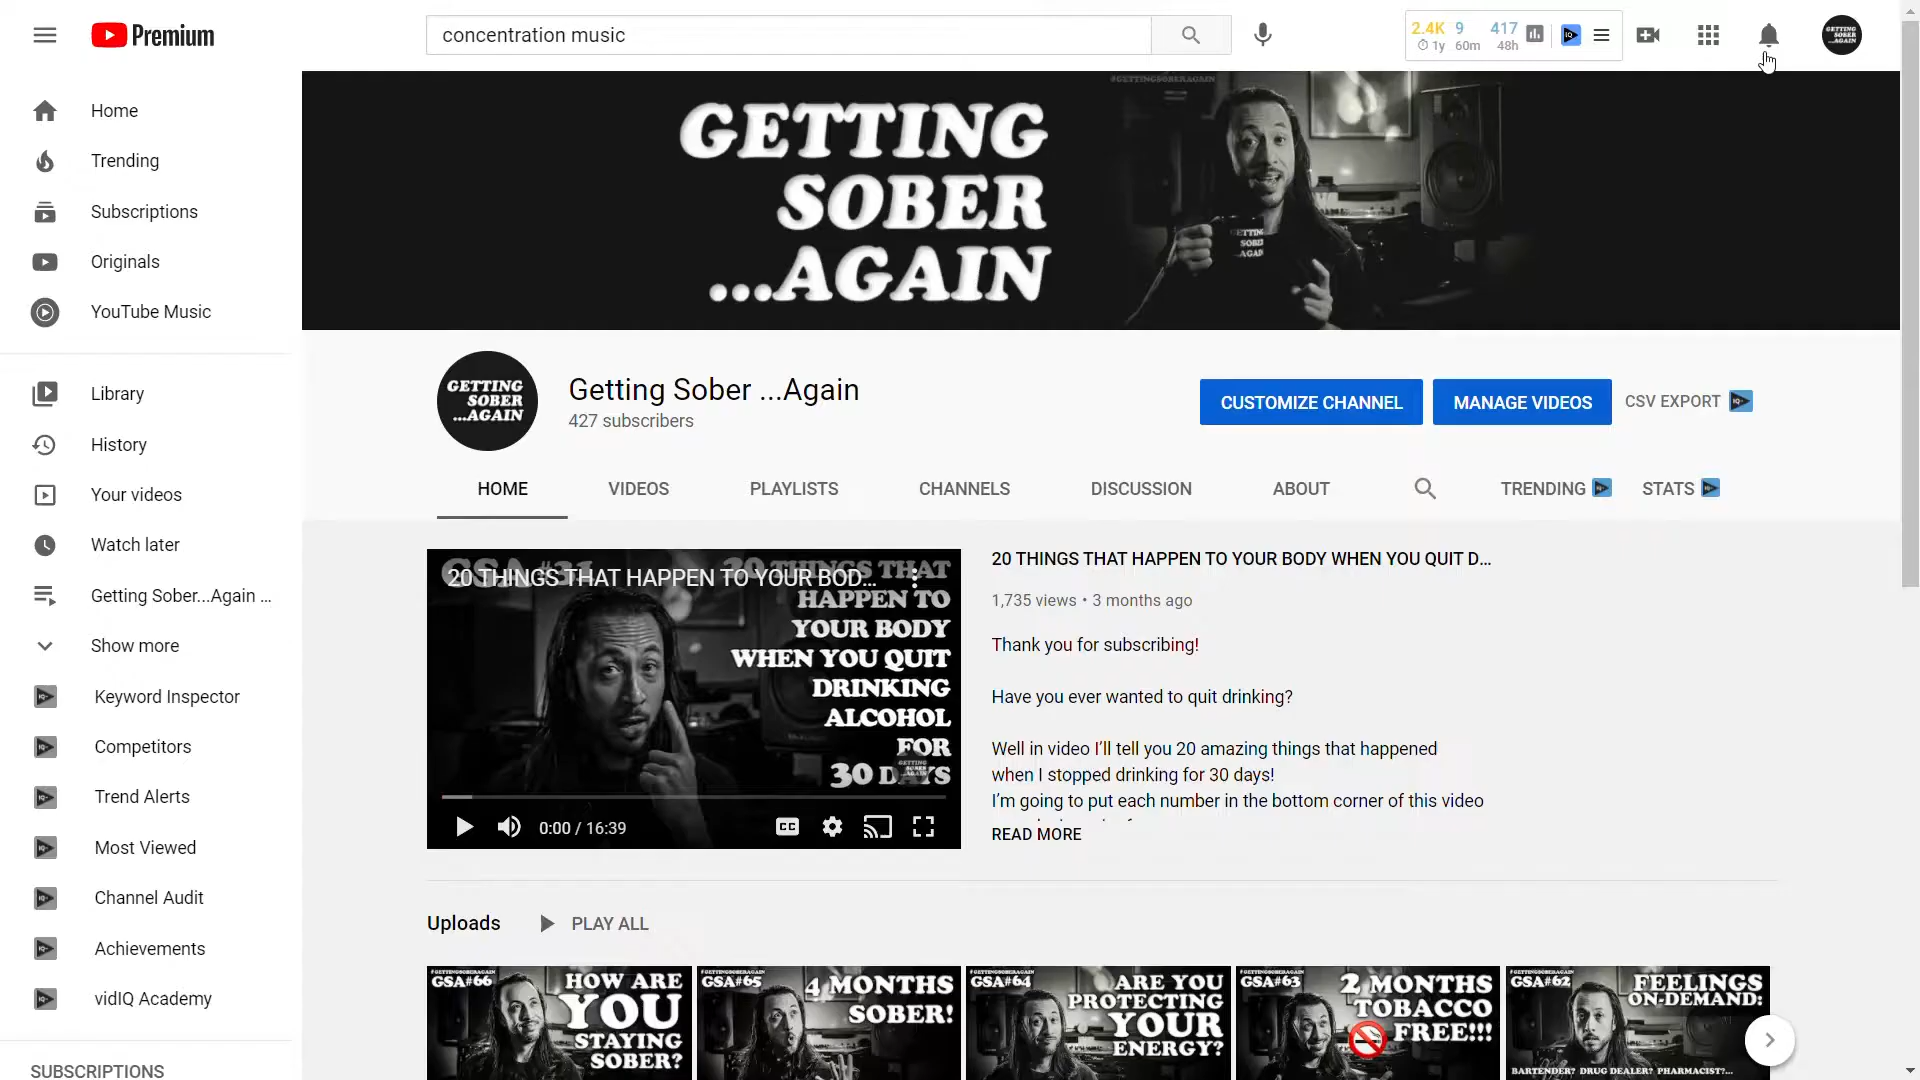 Premium
concentration music
2.4K 9 417
1y 60m 48h
Home
Trending
Subscriptions
Originals
YouTube Music
Library
History
Your videos
Watch later
Getting Sober...Again ...
Show more
Keyword Inspector
Competitors
Trend Alerts
Most Viewed
Channel Audit
Achievements
vidIQ Academy
SUBSCRIPTIONS
#GETTINGSOBERAGAIN
GETTING
SOBER
...AGAIN
GETTING
SOBER
...AGAIN
GETTING
SOBER
...AGAIN
Getting Sober ...Again
427 subscribers
CUSTOMIZE CHANNEL
MANAGE VIDEOS
CSV EXPORT
HOME
VIDEOS
PLAYLISTS
CHANNELS
DISCUSSION
ABOUT
TRENDING
STATS
20 THINGS THAT HAPPEN TO YOUR BOD...
GSA#31
20 THINGS THAT
HAPPEN TO
YOUR BODY
WHEN YOU QUIT
DRINKING
ALCOHOL
FOR
30 DAYS
0:00 / 16:39
CC
20 THINGS THAT HAPPEN TO YOUR BODY WHEN YOU QUIT D...
1,735 views • 3 months ago
Thank you for subscribing!
Have you ever wanted to quit drinking?
Well in video I'll tell you 20 amazing things that happened
when I stopped drinking for 30 days!
I'm going to put each number in the bottom corner of this video
READ MORE
Uploads
PLAY ALL
#GETTINGSOBERAGAIN
GSA#66
HOW ARE
YOU
STAYING
SOBER?
#GETTINGSOBERAGAIN
GSA#65
4 MONTHS
SOBER!
#GETTINGSOBERAGAIN
GSA#64
ARE YOU
PROTECTING
YOUR
ENERGY?
#GETTINGSOBERAGAIN
GSA#63
2 MONTHS
TOBACCO
FREE!!!
#GETTINGSOBERAGAIN
GSA#62
FEELINGS
ON-DEMAND:
BARTENDER? DRUG DEALER? PHARMACIST?...